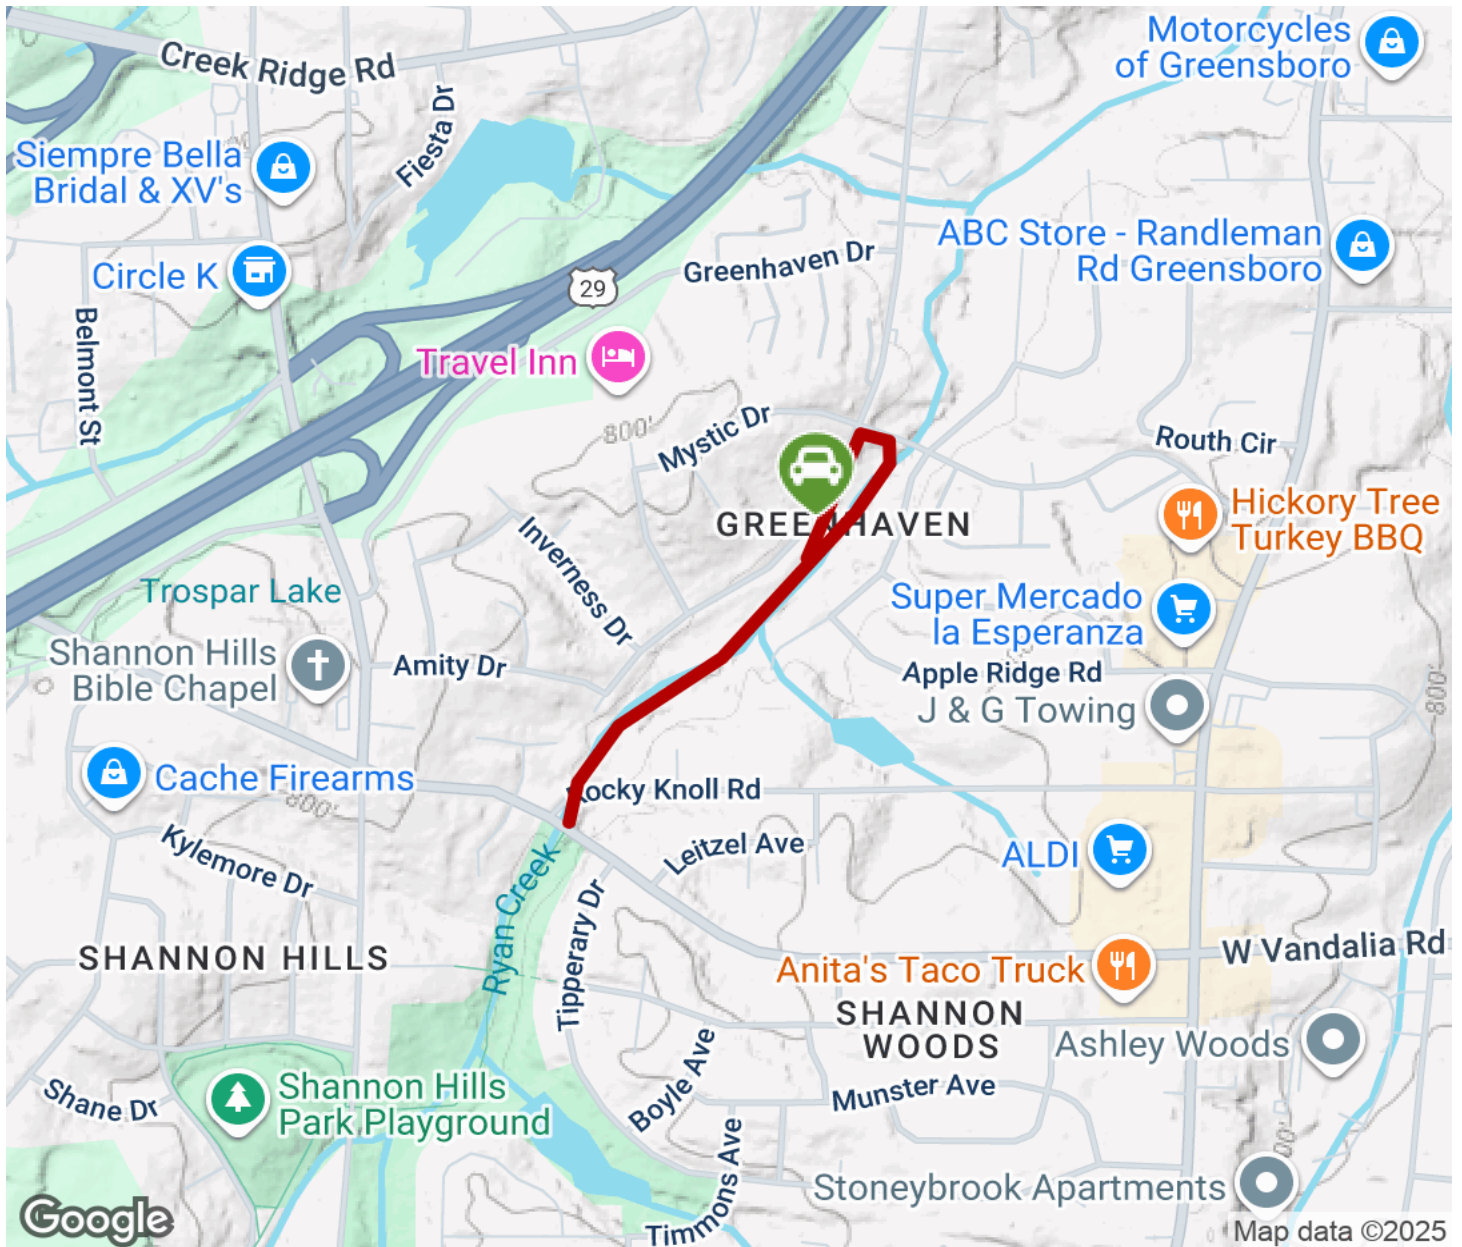 Motorcycles
of Greensboro
Creek Ridge Rd
Fiesta Dr
Siempre Bella
Bridal & XV's
800'
ABC Store - Randleman
Rd Greensboro
Greenhaven Dr
Circle K
29
Belmont St
Travel Inn
800'
Mystic Dr
Routh Cir
Hickory Tree
Turkey BBQ
GREENHAVEN
Inverness Dr
Trospar Lake
Super Mercado
la Esperanza
Shannon Hills
Bible Chapel
Amity Dr
Apple Ridge Rd
J & G Towing
800'
Cache Firearms
800'
Rocky Knoll Rd
Kylemore Dr
Leitzel Ave
ALDI
Ryan Creek
Tipperary Dr
SHANNON HILLS
W Vandalia Rd
Anita's Taco Truck
SHANNON
WOODS
Ashley Woods
Shane Dr
Shannon Hills
Park Playground
Boyle Ave
Munster Ave
Timmons Ave
Stoneybrook Apartments
Google
Map data ©2025